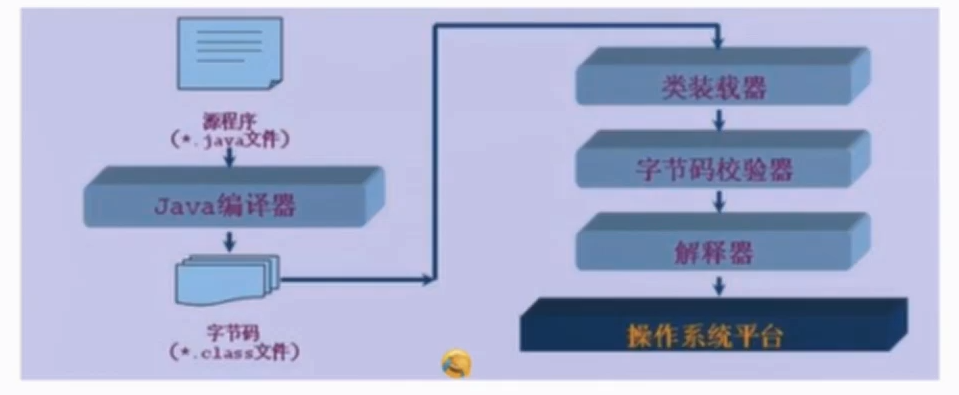 源程序
(*.java文件)
Java编译器
字节码
(*.class文件)
类装载器
字节码校验器
解释器
操作系统平台